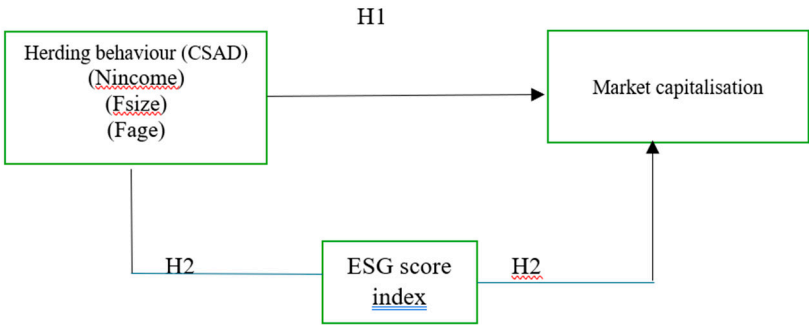 H1
Herding behaviour (CSAD)
(Nincome)
(Fsize)
(Fage)
Market capitalisation
H2
ESG score
index
H2